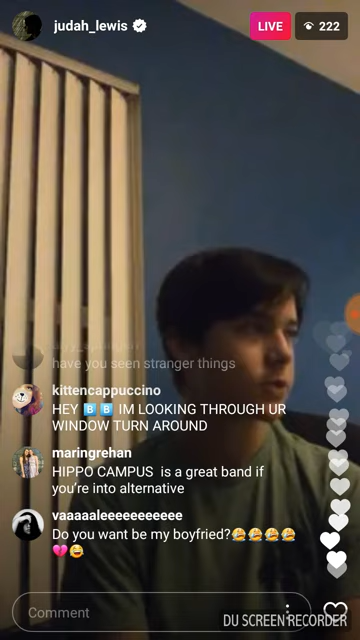 judah_lewis
LIVE
222
have you seen stranger things
kittencappuccino
HEY 🅱️ 🅱️ IM LOOKING THROUGH UR
WINDOW TURN AROUND
maringrehan
HIPPO CAMPUS is a great band if
you're into alternative
vaaaaleeeeeeeeeee
Do you want be my boyfried?🤣🤣🤣🤣
💔😂
Comment
DU SCREEN RECORDER